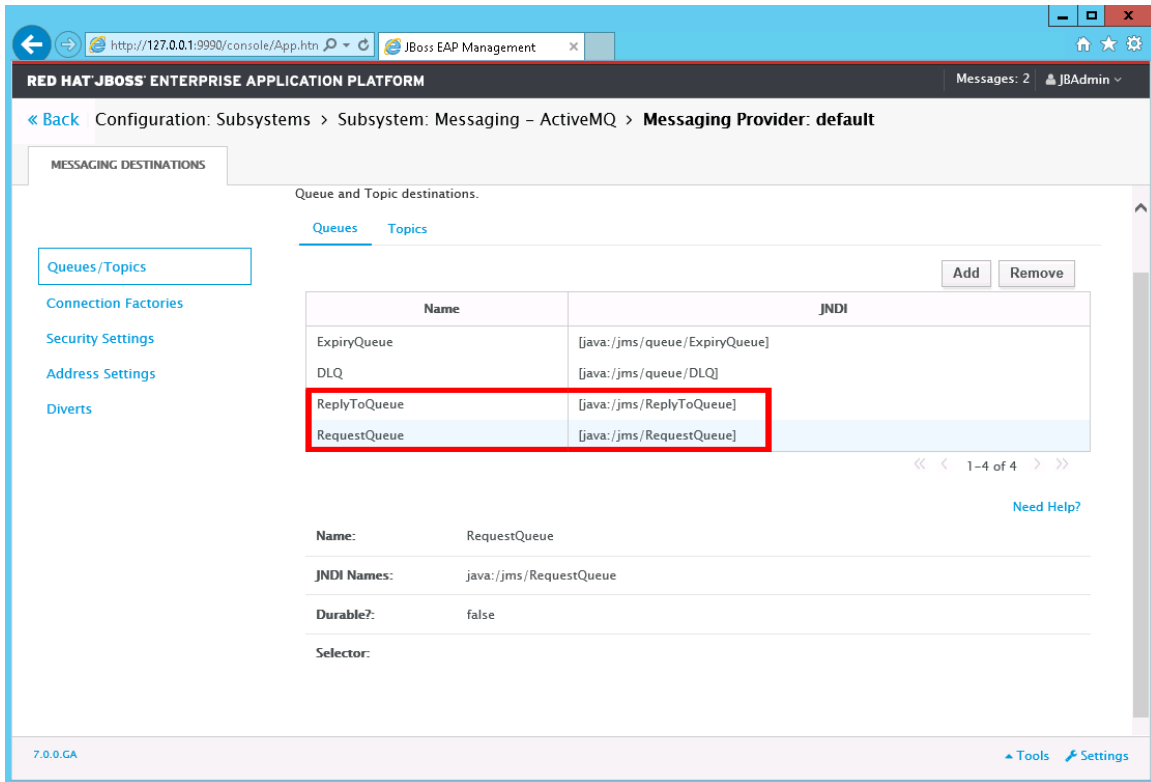 http://127.0.0.1:9990/console/App.htn
JBoss EAP Management
RED HAT JBOSS ENTERPRISE APPLICATION PLATFORM
Messages: 2
JBAdmin
« Back Configuration: Subsystems > Subsystem: Messaging – ActiveMQ > Messaging Provider: default
MESSAGING DESTINATIONS
Queue and Topic destinations.
Queues Topics
Queues/Topics
Connection Factories
Security Settings
Address Settings
Diverts
Add Remove
Name JNDI
ExpiryQueue [java:/jms/queue/ExpiryQueue]
DLQ [java:/jms/queue/DLQ]
ReplyToQueue [java:/jms/ReplyToQueue]
RequestQueue [java:/jms/RequestQueue]
« < 1-4 of 4 > »
Need Help?
Name: RequestQueue
JNDI Names: java:/jms/RequestQueue
Durable?: false
Selector:
7.0.0.GA
Tools Settings